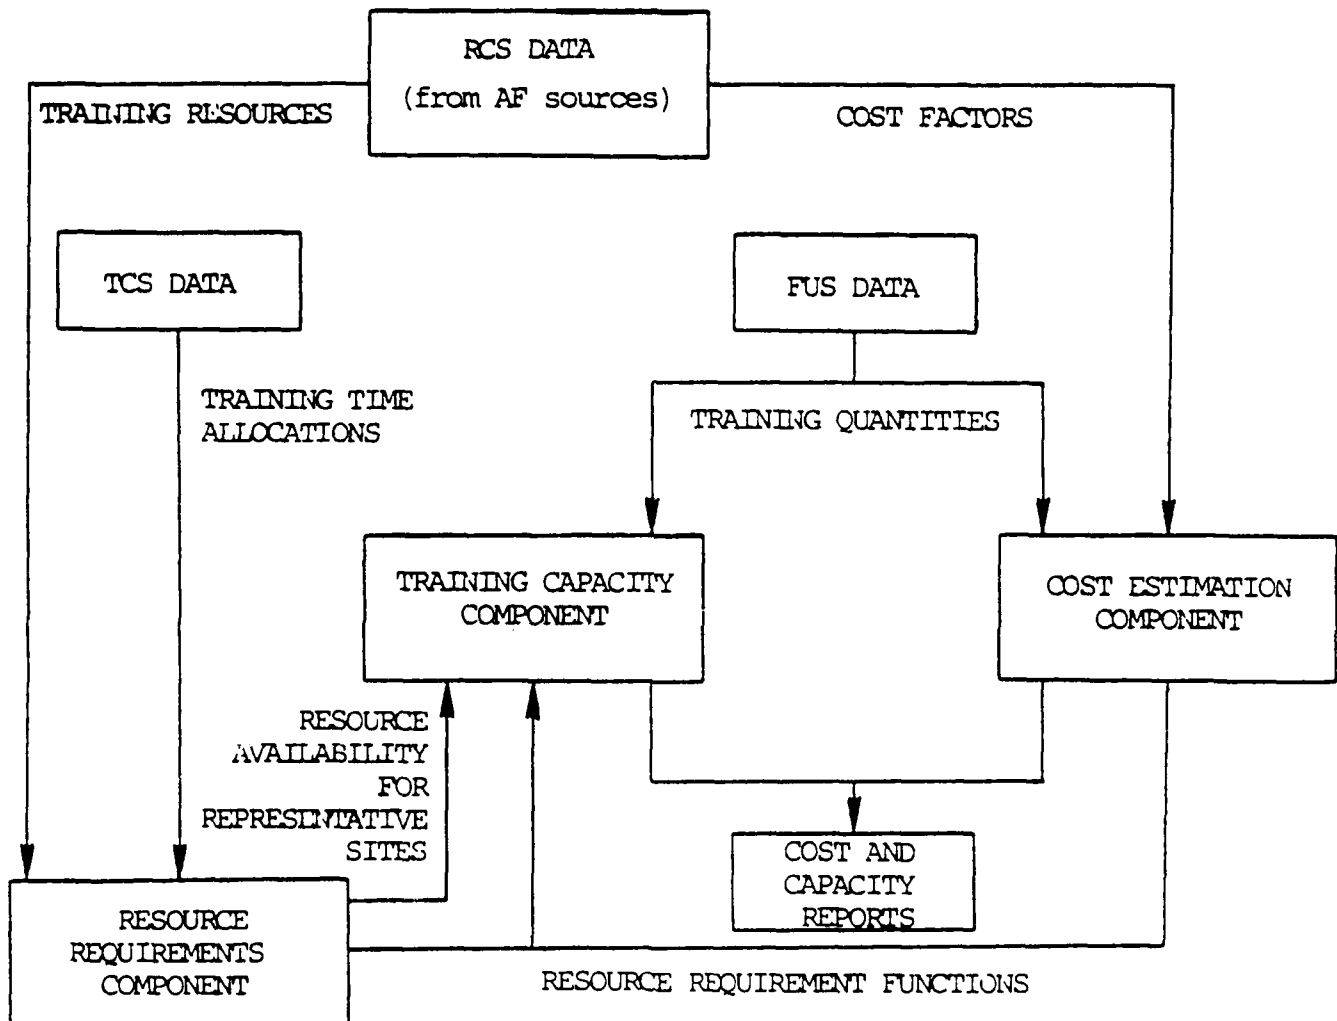 RCS DATA
(from AF sources)
TRAINING RESOURCES
COST FACTORS
TCS DATA
FUS DATA
TRAINING TIME
ALLOCATIONS
TRAINING QUANTITIES
TRAINING CAPACITY
COMPONENT
COST ESTIMATION
COMPONENT
RESOURCE
AVAILABILITY
FOR
REPRESENTATIVE
SITES
COST AND
CAPACITY
REPORTS
RESOURCE
REQUIREMENTS
COMPONENT
RESOURCE REQUIREMENT FUNCTIONS